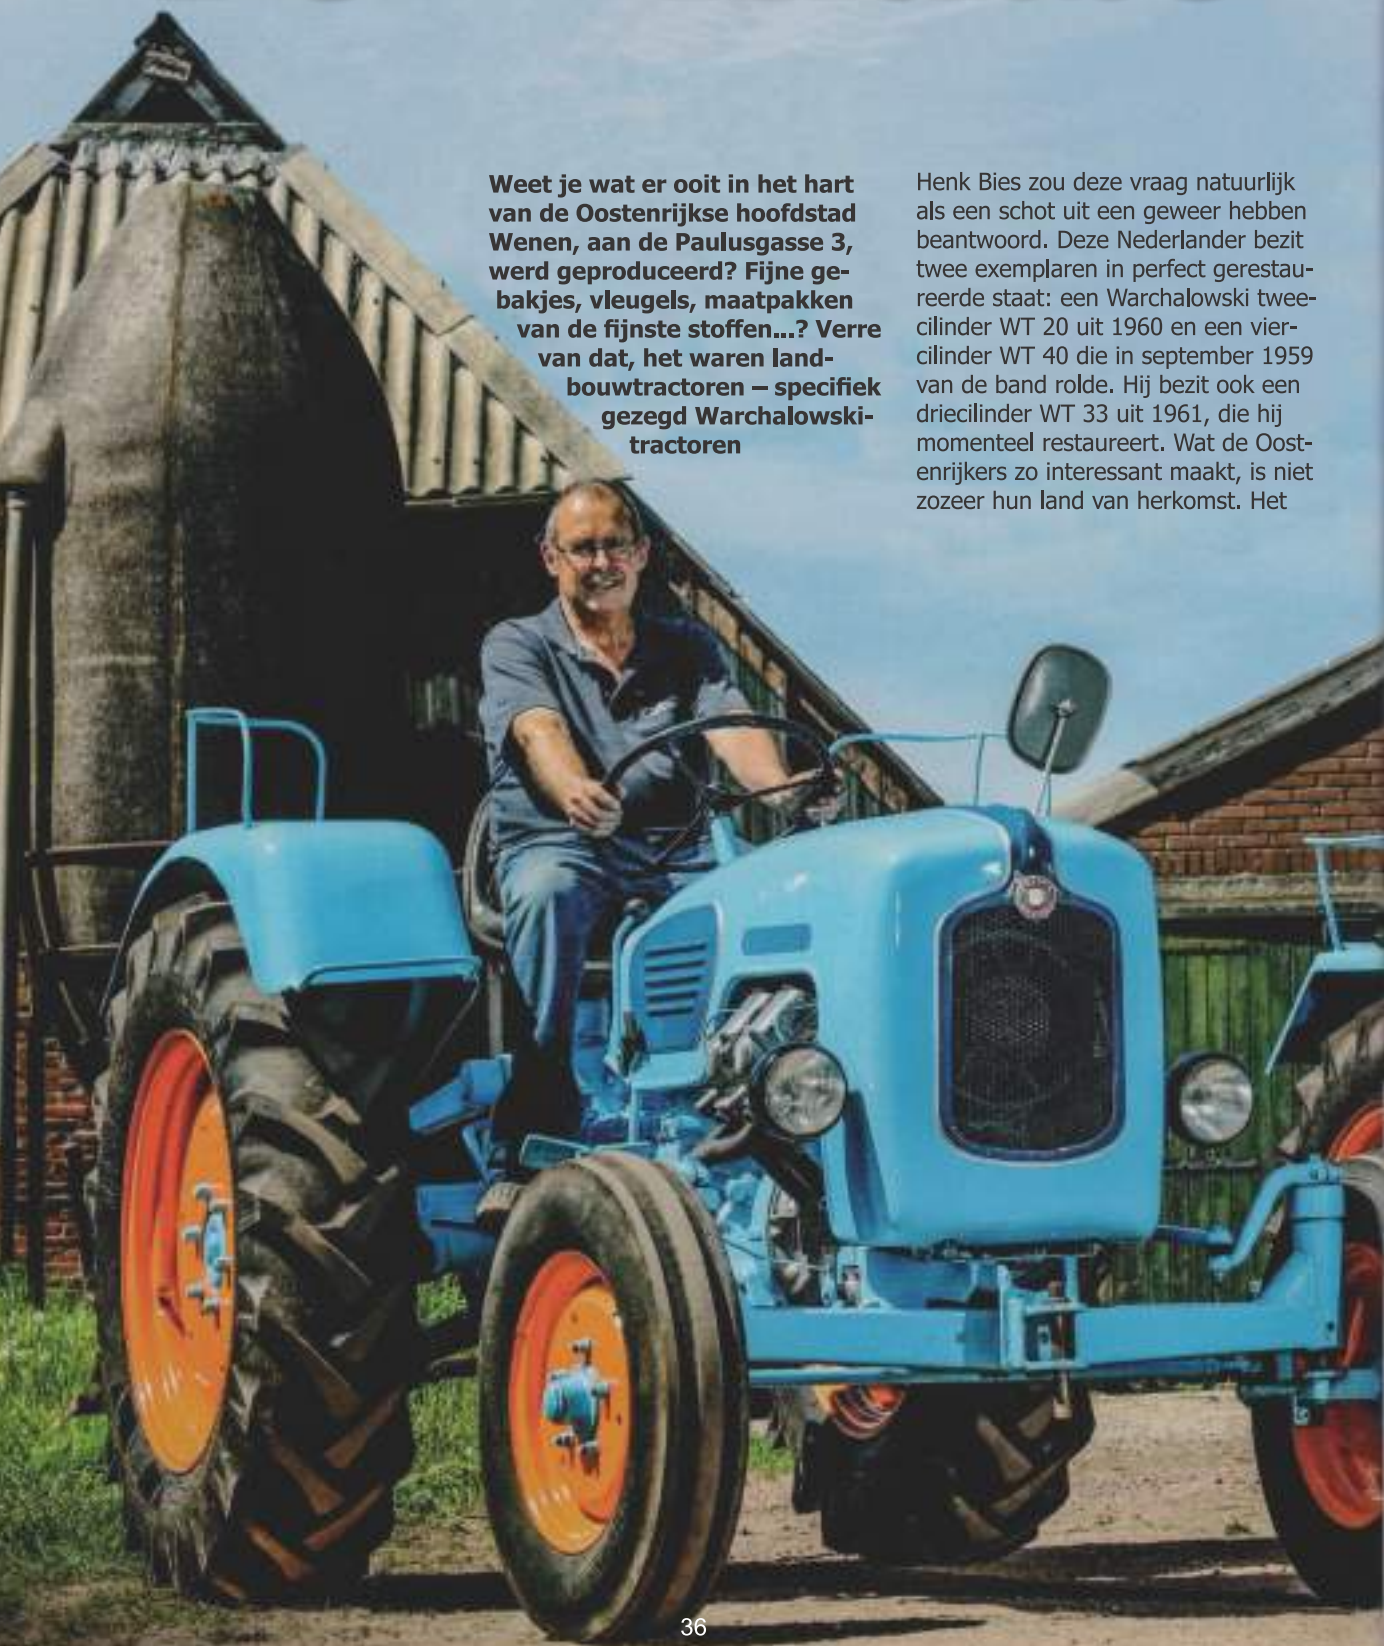 Weet je wat er ooit in het hart
van de Oostenrijkse hoofdstad
Wenen, aan de Paulusgasse 3,
werd geproduceerd? Fijne ge-
bakjes, vleugels, maatpakken
van de fijnste stoffen...? Verre
van dat, het waren land-
bouwtractoren – specifiek
gezegd Warchalowski-
tractoren
Henk Bies zou deze vraag natuurlijk
als een schot uit een geweer hebben
beantwoord. Deze Nederlander bezit
twee exemplaren in perfect gerestau-
reerde staat: een Warchalowski twee-
cilinder WT 20 uit 1960 en een vier-
cilinder WT 40 die in september 1959
van de band rolde. Hij bezit ook een
driecilinder WT 33 uit 1961, die hij
momenteel restaureert. Wat de Oost-
enrijkers zo interessant maakt, is niet
zozeer hun land van herkomst. Het
36